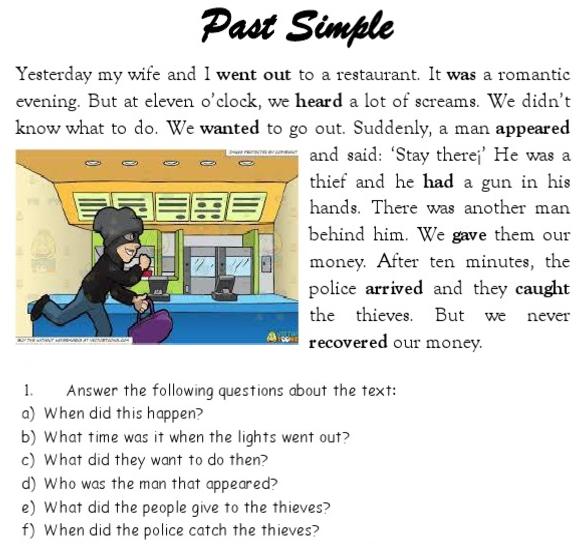 Past Simple
Yesterday my wife and I went out to a restaurant. It was a romantic
evening. But at eleven o'clock, we heard a lot of screams. We didn't
know what to do. We wanted to go out. Suddenly, a man appeared
and said: 'Stay there¡' He was a
thief and he had a gun in his
hands. There was another man
behind him. We gave them our
money. After ten minutes, the
police arrived and they caught
the thieves. But we never
recovered our money.
1. Answer the following questions about the text:
a) When did this happen?
b) What time was it when the lights went out?
c) What did they want to do then?
d) Who was the man that appeared?
e) What did the people give to the thieves?
f) When did the police catch the thieves?